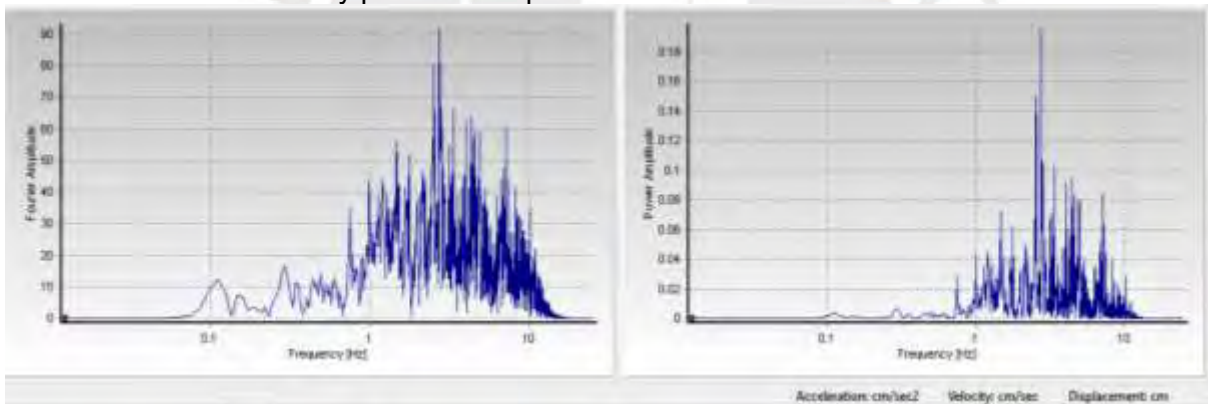 90
80
70
60
50
40
30
20
10
0
Fourier Amplitude
0.1 1 10
Frequency [Hz]
0.18
0.16
0.14
0.12
0.1
0.08
0.06
0.04
0.02
0
Power Amplitude
0.1 1 10
Frequency [Hz]
Acceleration: cm/sec2 Velocity: cm/sec Displacement: cm